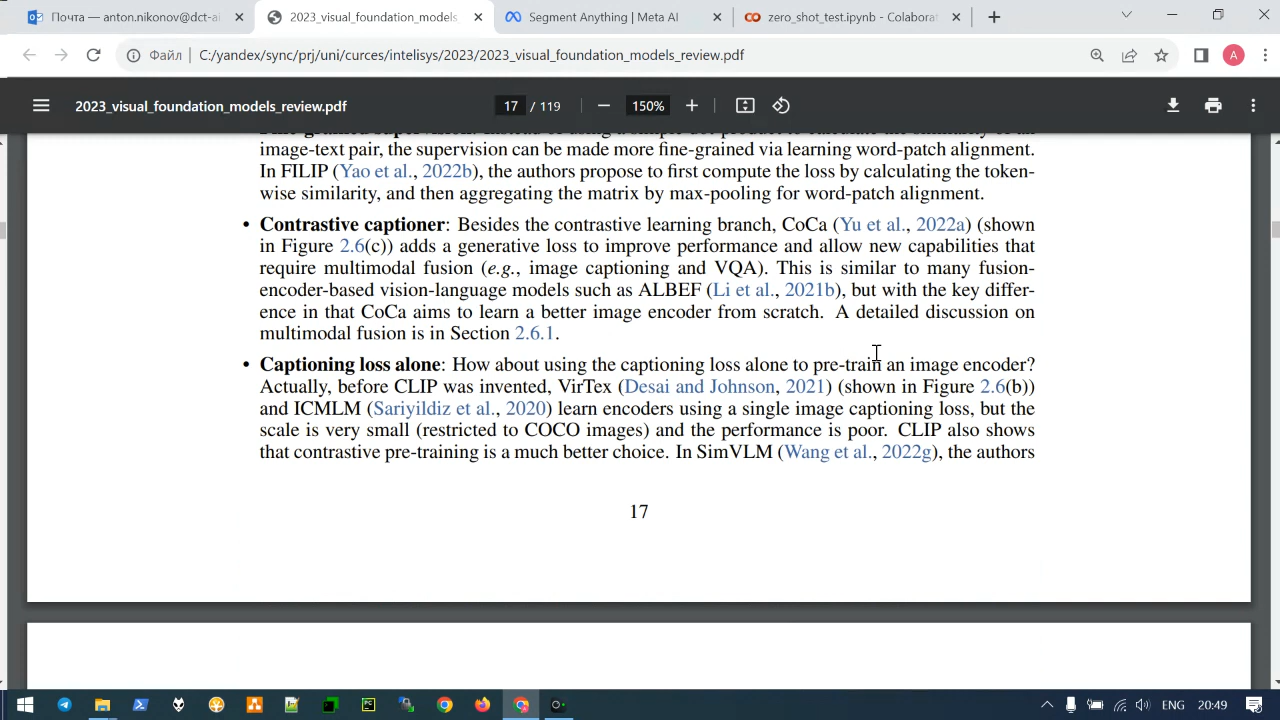 Почта — anton.nikonov@dct-ai
2023_visual_foundation_models
Segment Anything | Meta AI
zero_shot_test.ipynb - Colaborat
Файл
C:/yandex/sync/prj/uni/curces/intelisys/2023/2023_visual_foundation_models_review.pdf
A
2023_visual_foundation_models_review.pdf
17 / 119
150%
image-text pair, the supervision can be made more fine-grained via learning word-patch alignment.
In FILIP (Yao et al., 2022b), the authors propose to first compute the loss by calculating the token-
wise similarity, and then aggregating the matrix by max-pooling for word-patch alignment.
• Contrastive captioner: Besides the contrastive learning branch, CoCa (Yu et al., 2022a) (shown
in Figure 2.6(c)) adds a generative loss to improve performance and allow new capabilities that
require multimodal fusion (e.g., image captioning and VQA). This is similar to many fusion-
encoder-based vision-language models such as ALBEF (Li et al., 2021b), but with the key differ-
ence in that CoCa aims to learn a better image encoder from scratch. A detailed discussion on
multimodal fusion is in Section 2.6.1.
• Captioning loss alone: How about using the captioning loss alone to pre-train an image encoder?
Actually, before CLIP was invented, VirTex (Desai and Johnson, 2021) (shown in Figure 2.6(b))
and ICMLM (Sariyildiz et al., 2020) learn encoders using a single image captioning loss, but the
scale is very small (restricted to COCO images) and the performance is poor. CLIP also shows
that contrastive pre-training is a much better choice. In SimVLM (Wang et al., 2022g), the authors
17
ENG
20:49